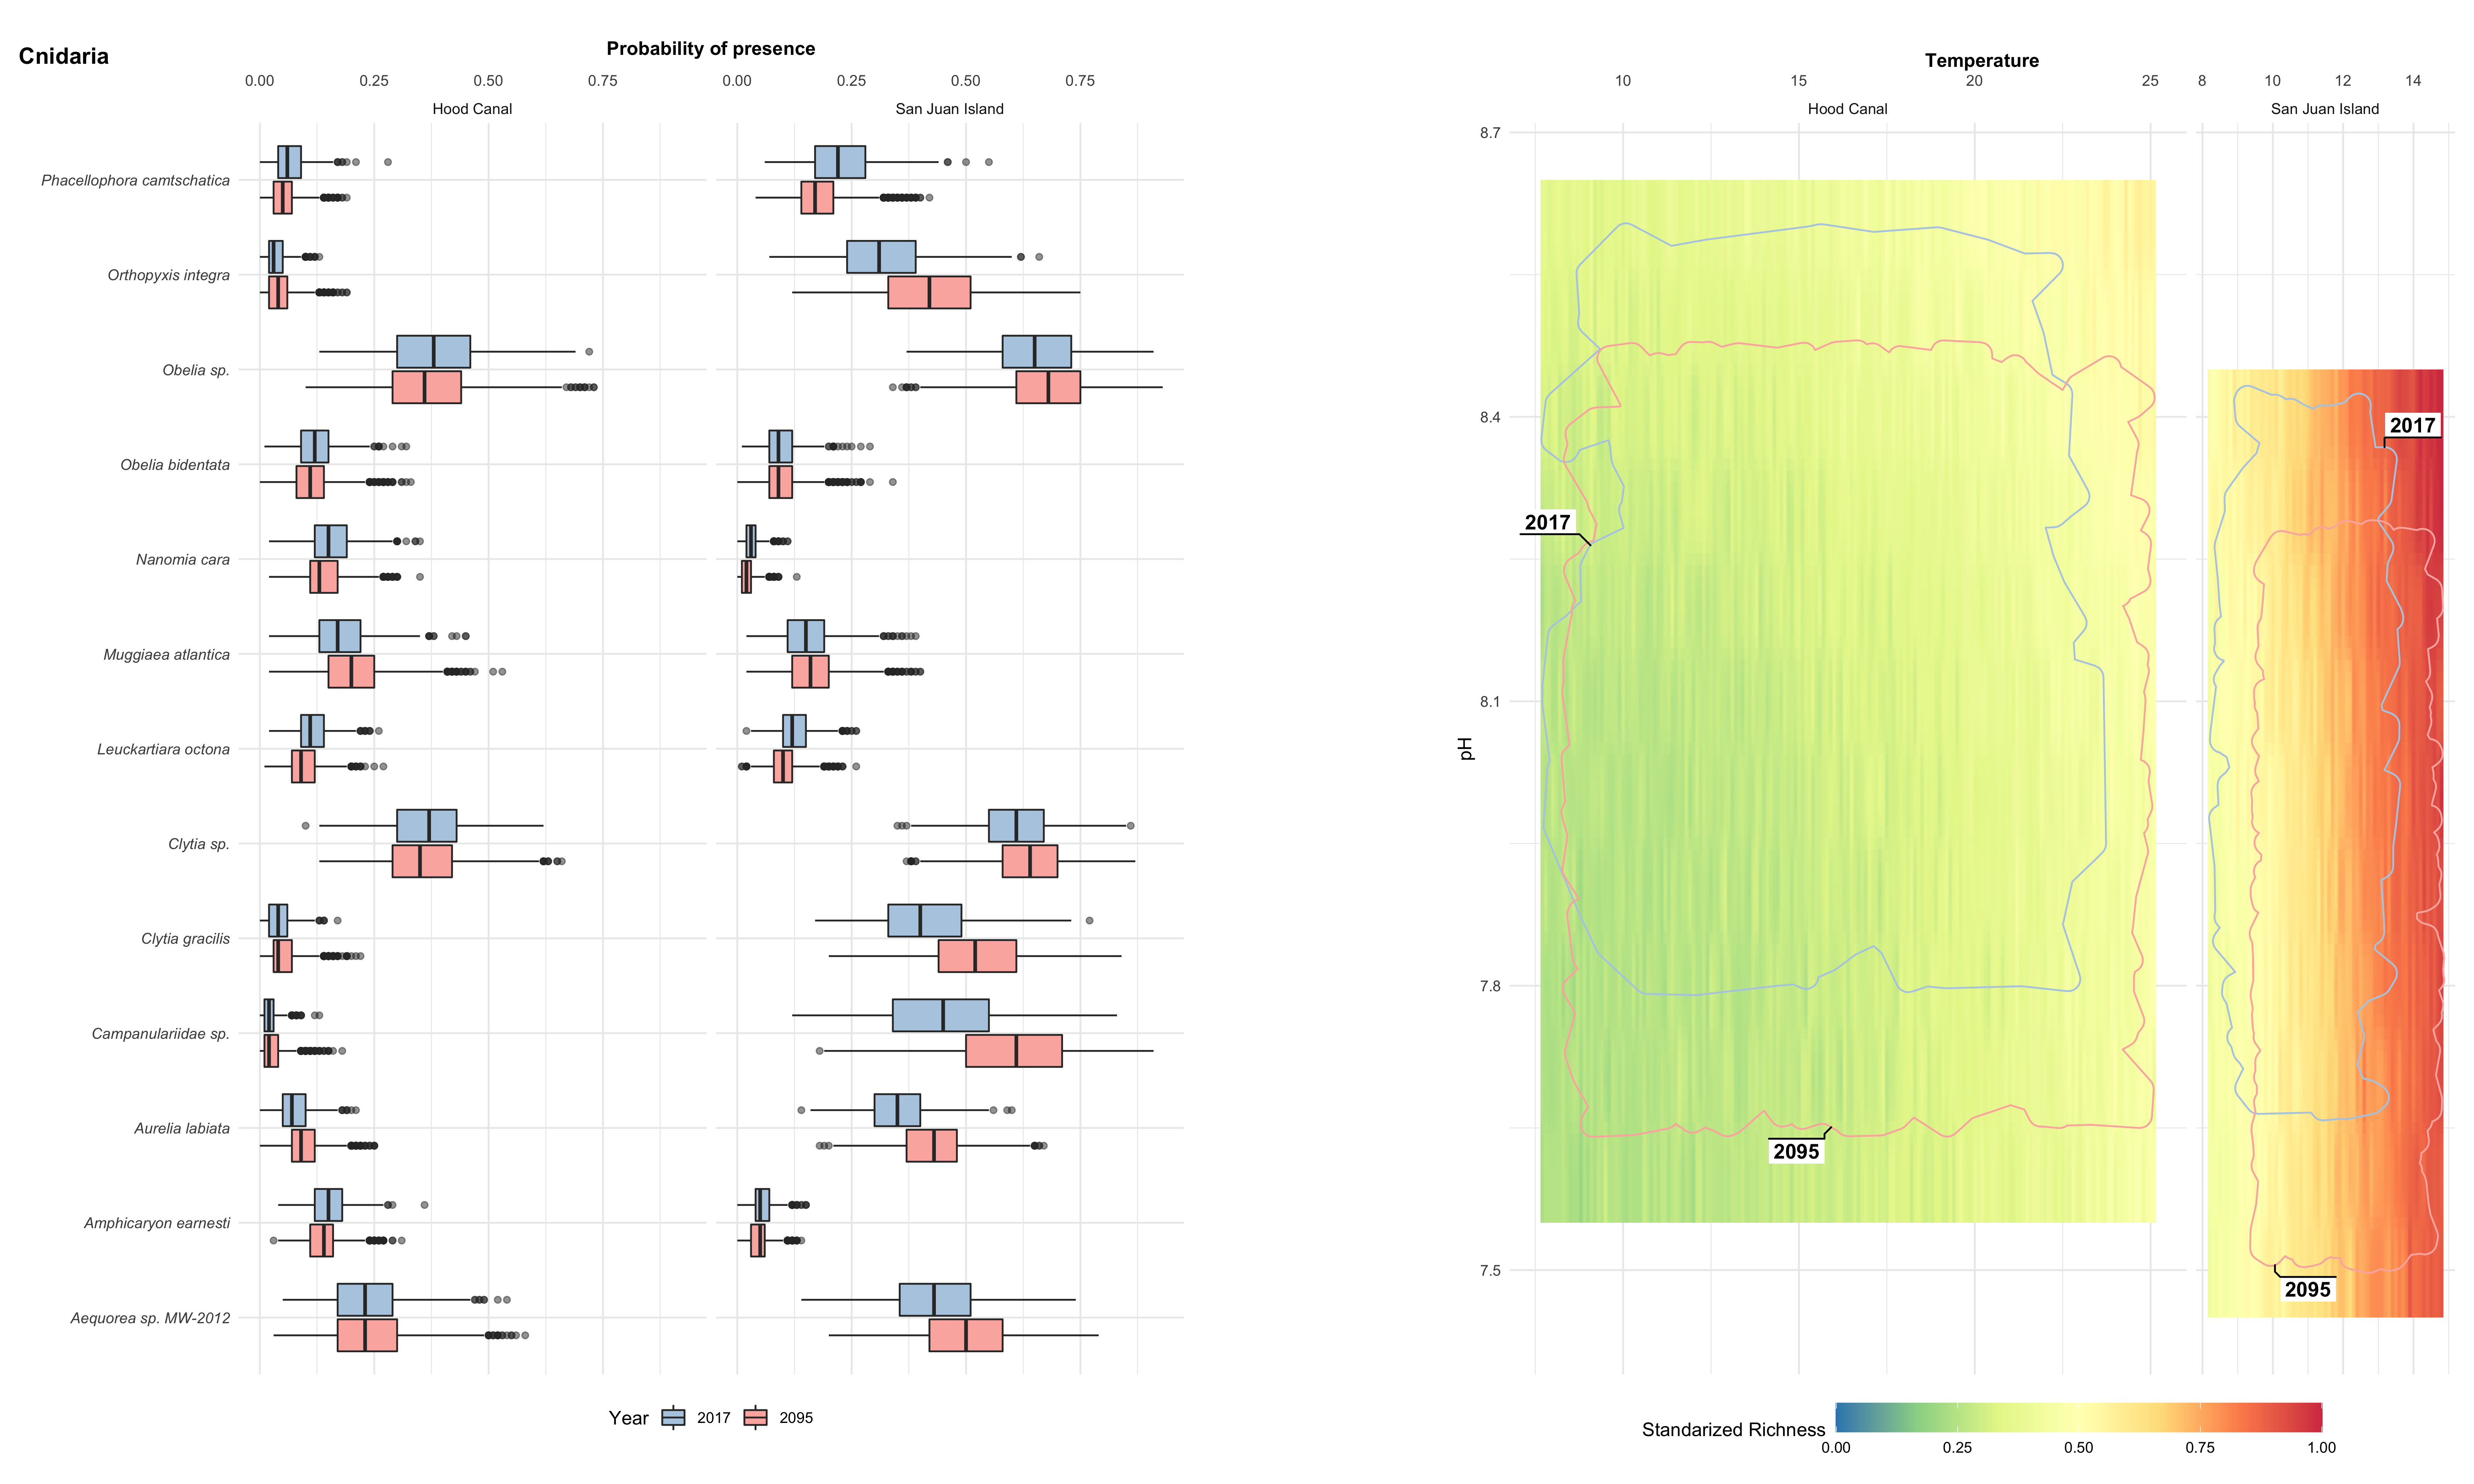 Cnidaria
Probability of presence
0.00 0.25 0.50 0.75 0.00 0.25 0.50 0.75
Hood Canal San Juan Island
Phacellophora camtschatica
Orthopyxis integra
Obelia sp.
Obelia bidentata
Nanomia cara
Muggiaea atlantica
Leuckartiara octona
Clytia sp.
Clytia gracilis
Campanulariidae sp.
Aurelia labiata
Amphicaryon earnesti
Aequorea sp. MW-2012
Year 2017 2095
Temperature
10 15 20 25 8 10 12 14
Hood Canal San Juan Island
8.7
8.4
8.1
7.8
7.5
pH
2017
2017
2095
2095
Standarized Richness
0.00 0.25 0.50 0.75 1.00